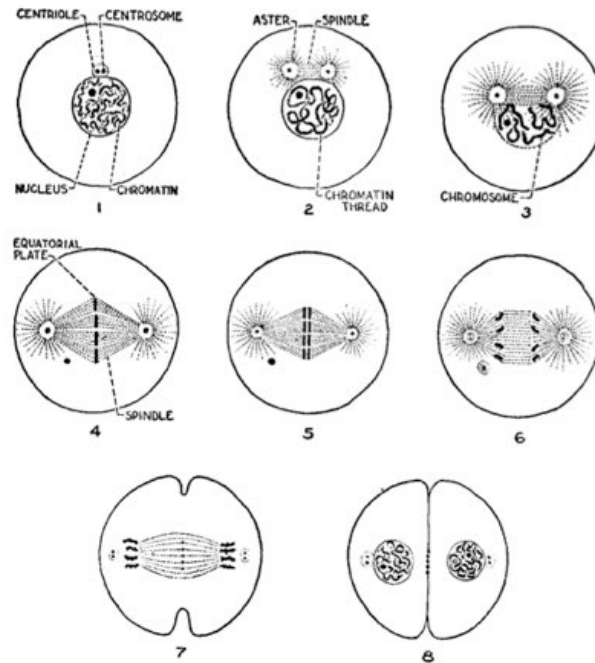 CENTRIOLE CENTROSOME
NUCLEUS CHROMATIN
1
ASTER SPINDLE
CHROMATIN
THREAD
2
CHROMOSOME
3
EQUATORIAL
PLATE
SPINDLE
4
5
6
7
8